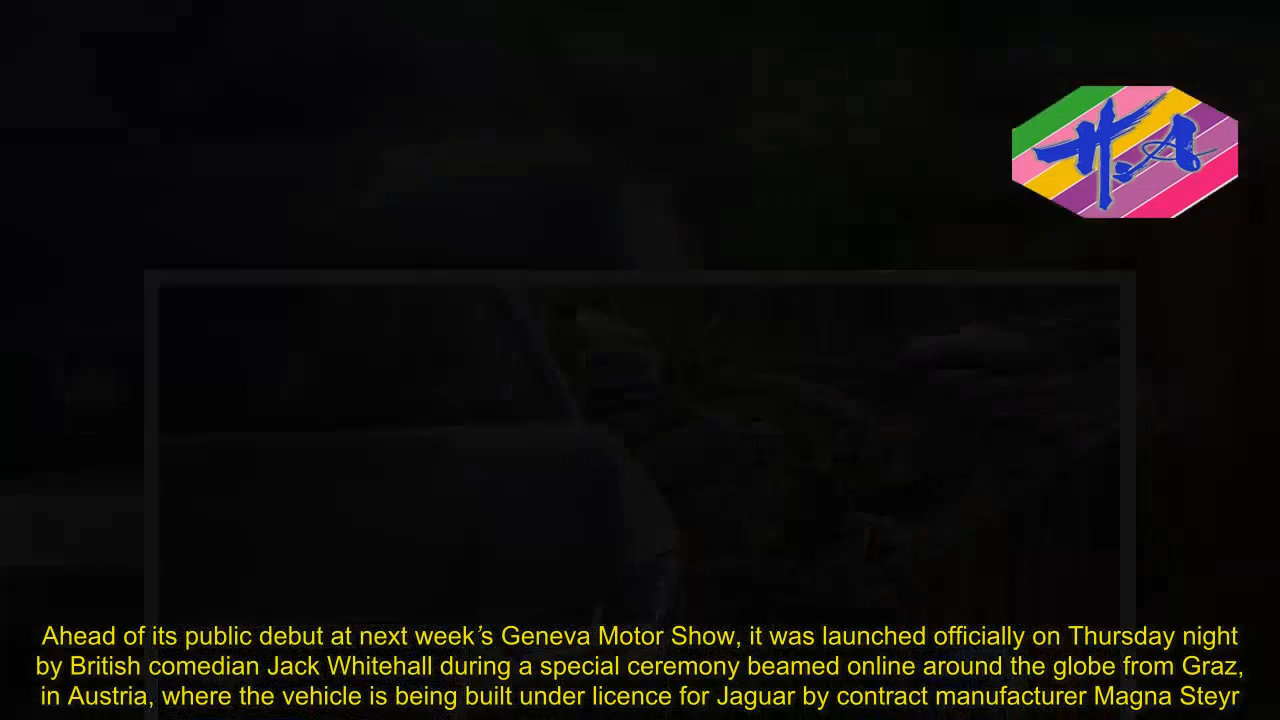 H.A
Ahead of its public debut at next week’s Geneva Motor Show, it was launched officially on Thursday night
by British comedian Jack Whitehall during a special ceremony beamed online around the globe from Graz,
in Austria, where the vehicle is being built under licence for Jaguar by contract manufacturer Magna Steyr